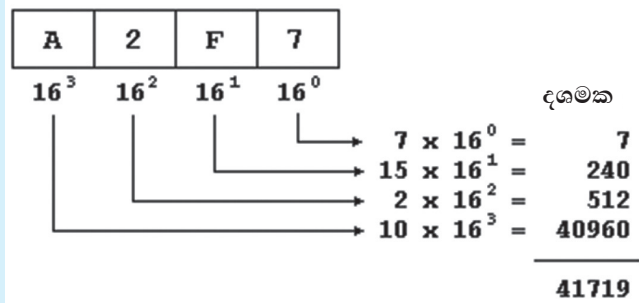 A 2 F 7
16³ 16² 16¹ 16⁰
දශමක
7 x 16⁰ = 7
15 x 16¹ = 240
2 x 16² = 512
10 x 16³ = 40960
41719